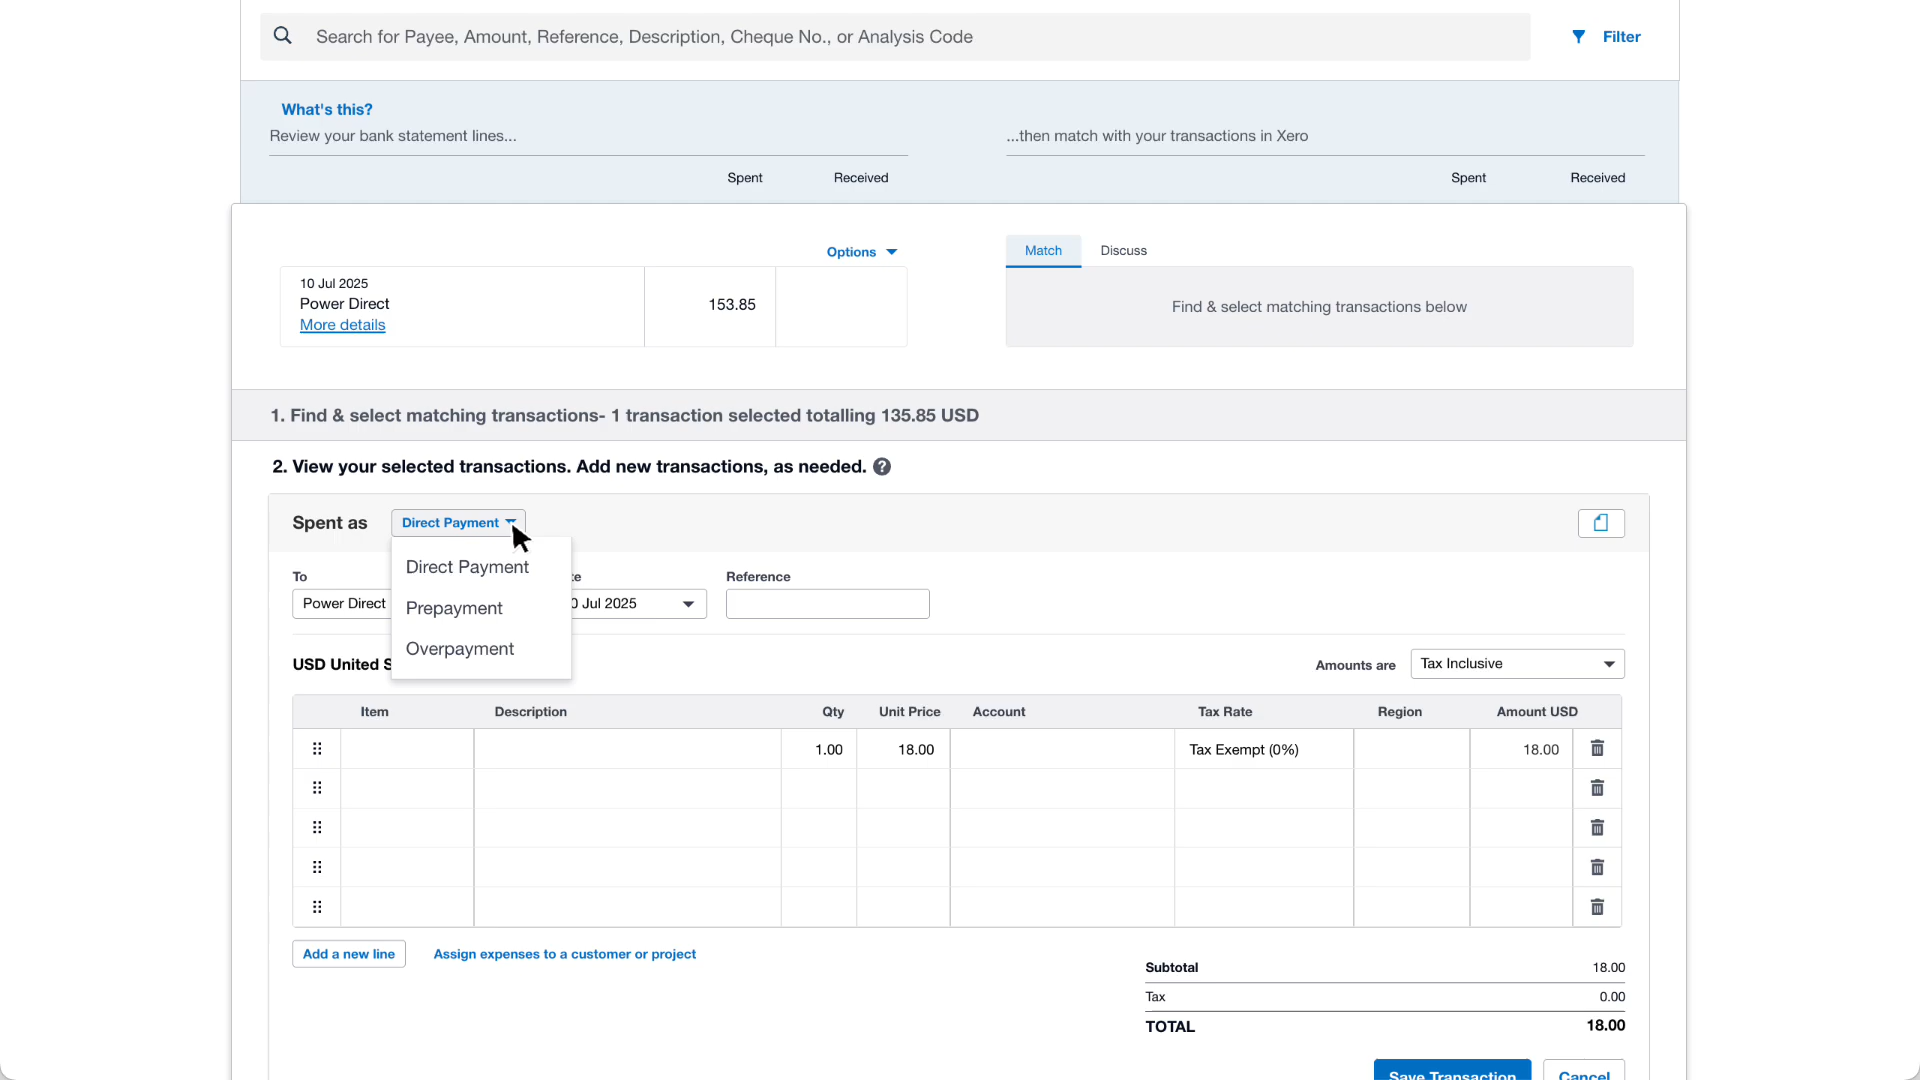 Search for Payee, Amount, Reference, Description, Cheque No., or Analysis Code
Filter
What's this?
Review your bank statement lines...
...then match with your transactions in Xero
Spent Received
Spent Received
Options
Match Discuss
10 Jul 2025
Power Direct
More details
153.85
Find & select matching transactions below
1. Find & select matching transactions- 1 transaction selected totalling 135.85 USD
2. View your selected transactions. Add new transactions, as needed. ?
Spent as Direct Payment
Direct Payment
Prepayment
Overpayment
To te Reference
Power Direct 0 Jul 2025
USD United S
Amounts are Tax Inclusive
Item Description Qty Unit Price Account Tax Rate Region Amount USD
1.00 18.00 Tax Exempt (0%) 18.00
Add a new line Assign expenses to a customer or project
Subtotal 18.00
Tax 0.00
TOTAL 18.00
Save Transaction Cancel